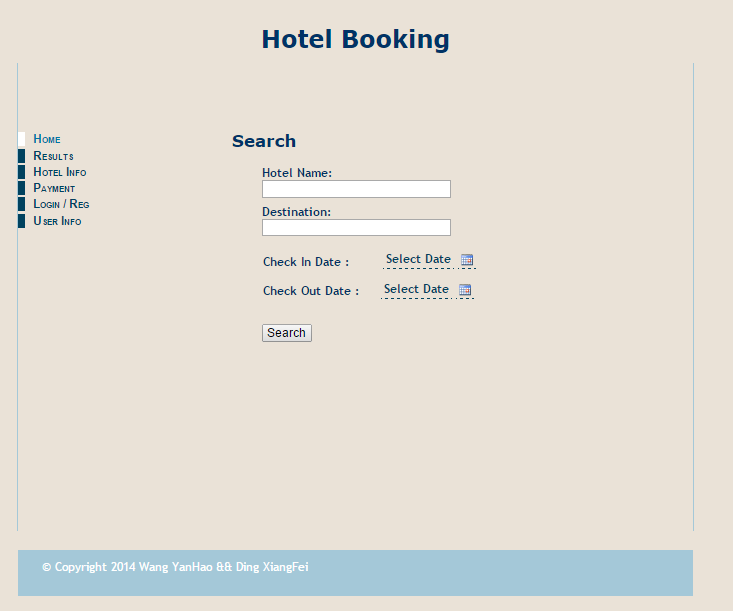 Hotel Booking
Home
Results
Hotel Info
Payment
Login / Reg
User Info
Search
Hotel Name:
Destination:
Check In Date : Select Date
Check Out Date : Select Date
Search
© Copyright 2014 Wang YanHao && Ding XiangFei